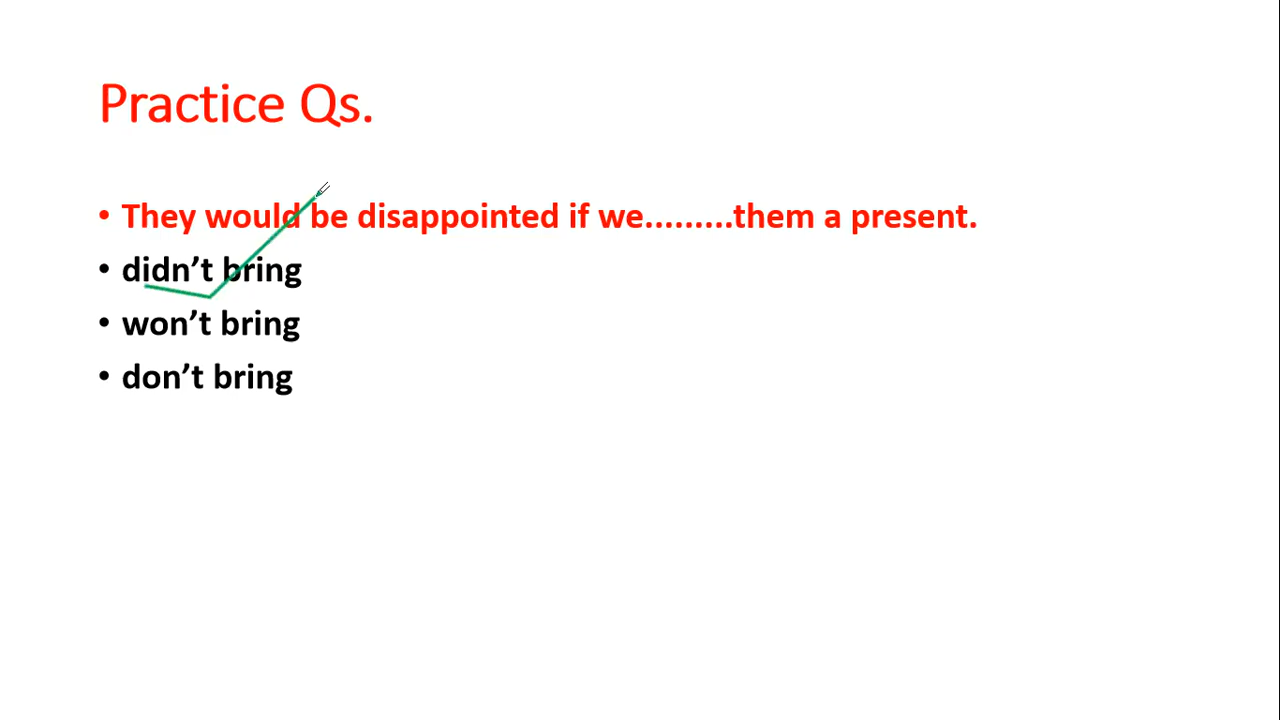 Practice Qs.
• They would be disappointed if we.........them a present.
• didn’t bring
• won’t bring
• don’t bring